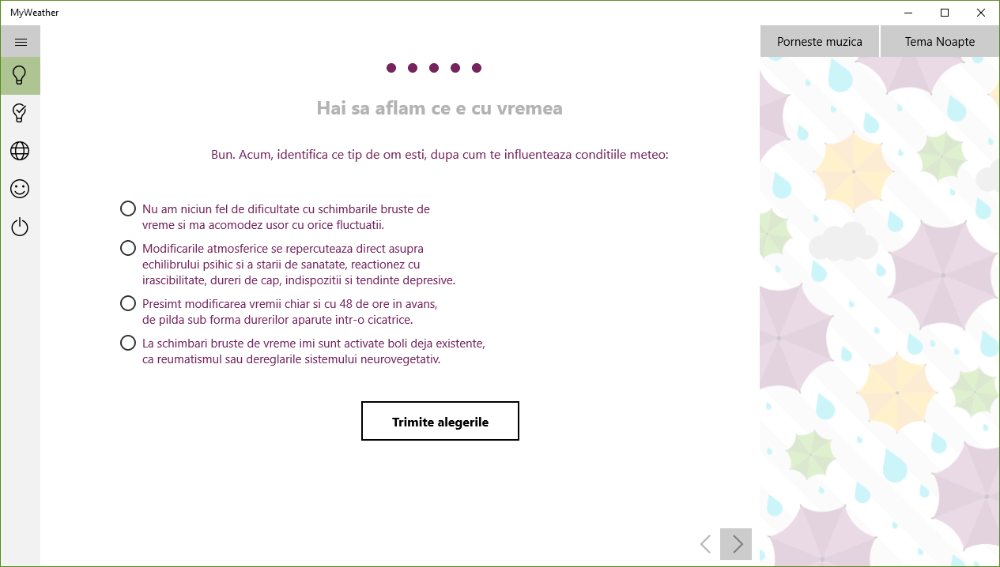 MyWeather
Porneste muzica
Tema Noapte
Hai sa aflam ce e cu vremea
Bun. Acum, identifica ce tip de om esti, dupa cum te influenteaza conditiile meteo:
Nu am niciun fel de dificultate cu schimbarile bruste de
vreme si ma acomodez usor cu orice fluctuatii.
Modificarile atmosferice se repercuteaza direct asupra
echilibrului psihic si a starii de sanatate, reactionez cu
irascibilitate, dureri de cap, indispozitii si tendinte depresive.
Presimt modificarea vremii chiar si cu 48 de ore in avans,
de pilda sub forma durerilor aparute intr-o cicatrice.
La schimbari bruste de vreme imi sunt activate boli deja existente,
ca reumatismul sau dereglarile sistemului neurovegetativ.
Trimite alegerile